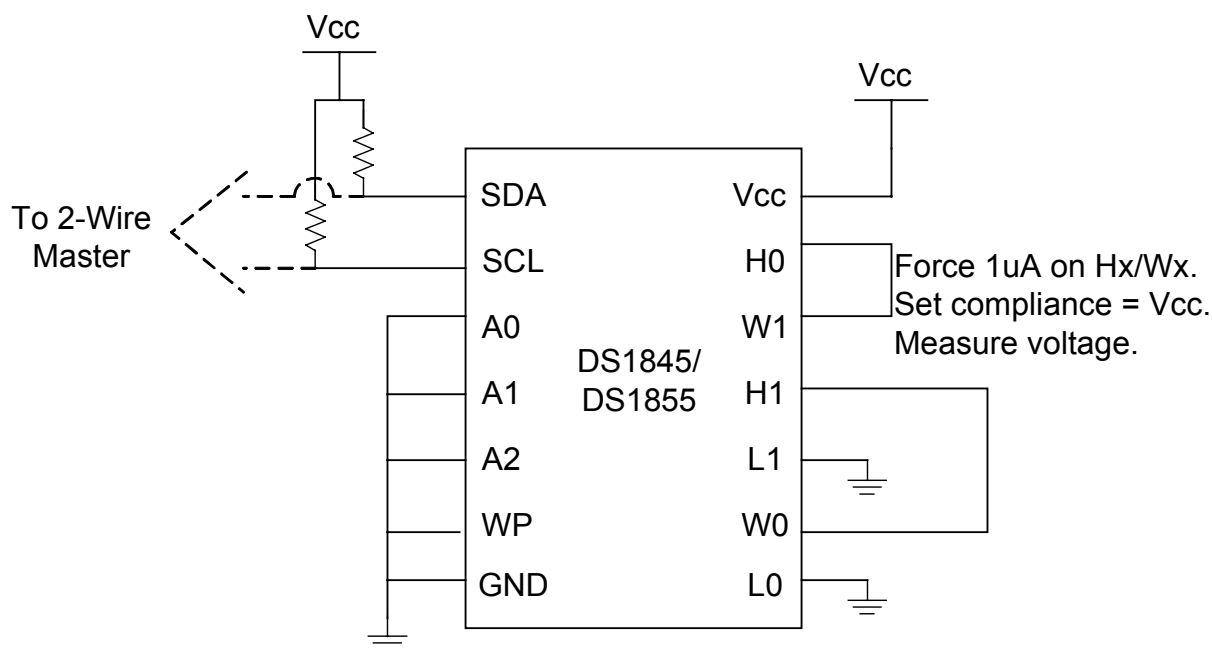 Vcc
Vcc
To 2-Wire
Master
SDA
SCL
A0
A1
A2
WP
GND
DS1845/
DS1855
Vcc
H0
W1
H1
L1
W0
L0
Force 1uA on Hx/Wx.
Set compliance = Vcc.
Measure voltage.